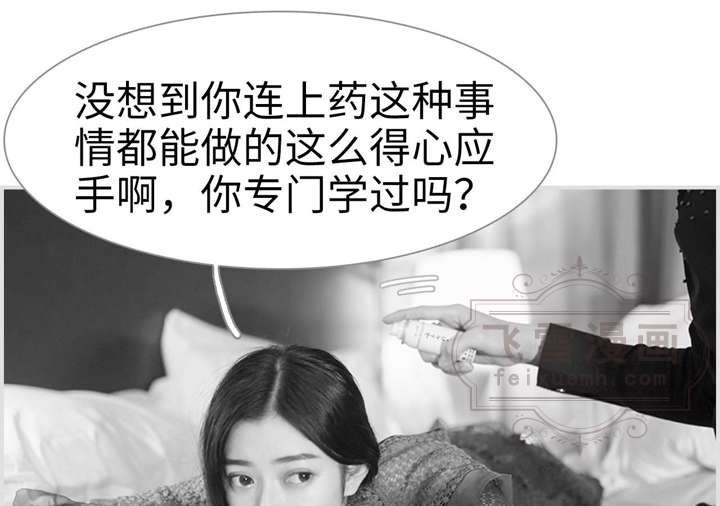 没想到你连上药这种事
情都能做的这么得心应
手啊，你专门学过吗？
飞雪漫画
feixuemh.com